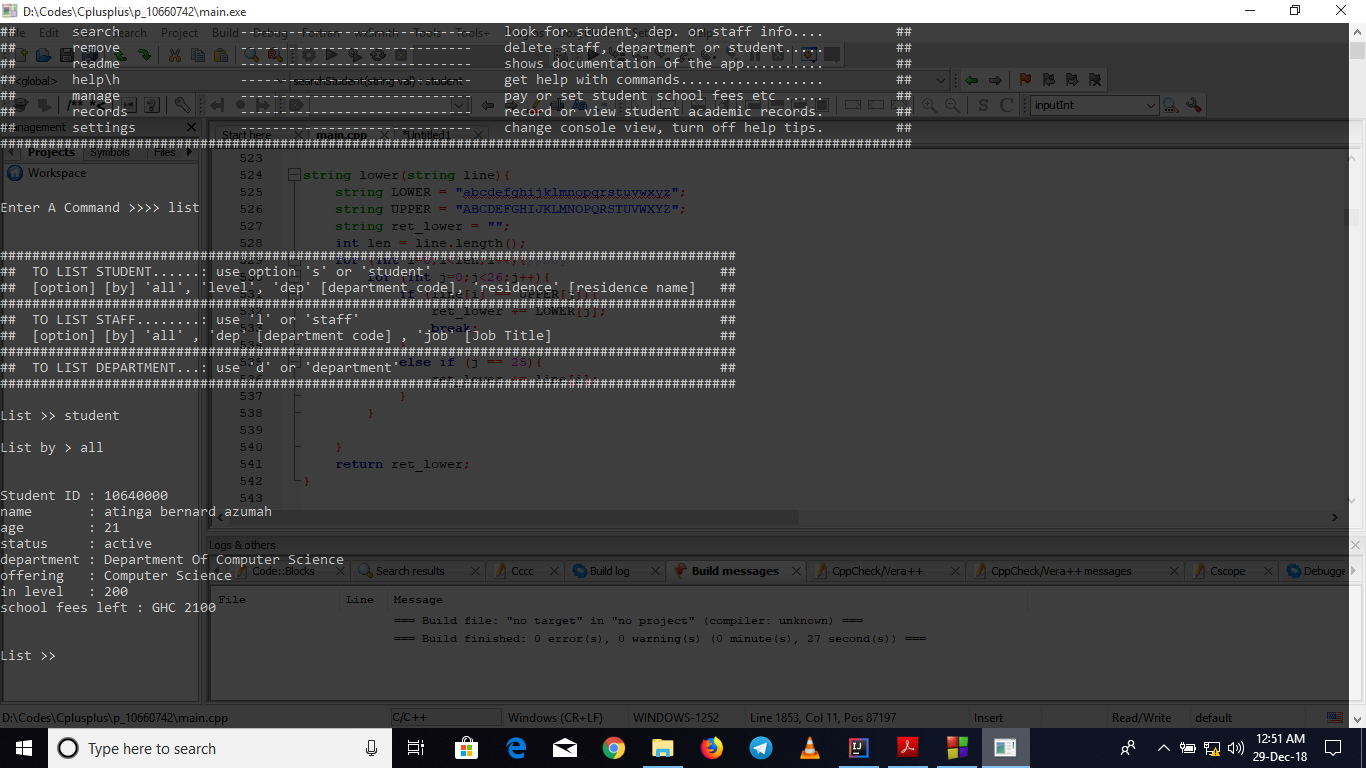 D:\Codes\Cplusplus\p_10660742\main.exe
## search ----------------------------- look for student, dep. or staff info.... ##
## remove ----------------------------- delete staff, department or student..... ##
## readme ----------------------------- shows documentation of the app.......... ##
## help\h ----------------------------- get help with commands.................. ##
## manage ----------------------------- pay or set student school fees etc ..... ##
## records ----------------------------- record or view student academic records. ##
## settings ----------------------------- change console view, turn off help tips. ##
##################################################################################################################
Enter A Command >>>> list
############################################################################################
## TO LIST STUDENT......: use option 's' or 'student' ##
## [option] [by] 'all', 'level', 'dep' [department code], 'residence' [residence name] ##
############################################################################################
## TO LIST STAFF........: use 'l' or 'staff' ##
## [option] [by] 'all' , 'dep' [department code] , 'job' [Job Title] ##
############################################################################################
## TO LIST DEPARTMENT...: use 'd' or 'department' ##
############################################################################################
List >> student
List by > all
Student ID : 10640000
name : atinga bernard azumah
age : 21
status : active
department : Department Of Computer Science
offering : Computer Science
in level : 200
school fees left : GHC 2100
List >>
<global>
searchStudent(string val) : student
inputInt
Start here
main.cpp
*Untitled1
Projects Symbols Files
Workspace
523
524 string lower(string line){
525 string LOWER = "abcdefghijklmnopqrstuvwxyz";
526 string UPPER = "ABCDEFGHIJKLMNOPQRSTUVWXYZ";
527 string ret_lower = "";
528 int len = line.length();
ret_lower += LOWER[j];
break;
else if (j == 25){
537 }
538 }
539
540 }
541 return ret_lower;
542 }
543
Logs & others
Code::Blocks Search results Cccc Build log Build messages CppCheck/Vera++ CppCheck/Vera++ messages Cscope Debugge
File Line Message
=== Build file: "no target" in "no project" (compiler: unknown) ===
=== Build finished: 0 error(s), 0 warning(s) (0 minute(s), 27 second(s)) ===
D:\Codes\Cplusplus\p_10660742\main.cpp C/C++ Windows (CR+LF) WINDOWS-1252 Line 1853, Col 11, Pos 87197 Insert Read/Write default
Type here to search
12:51 AM
29-Dec-18